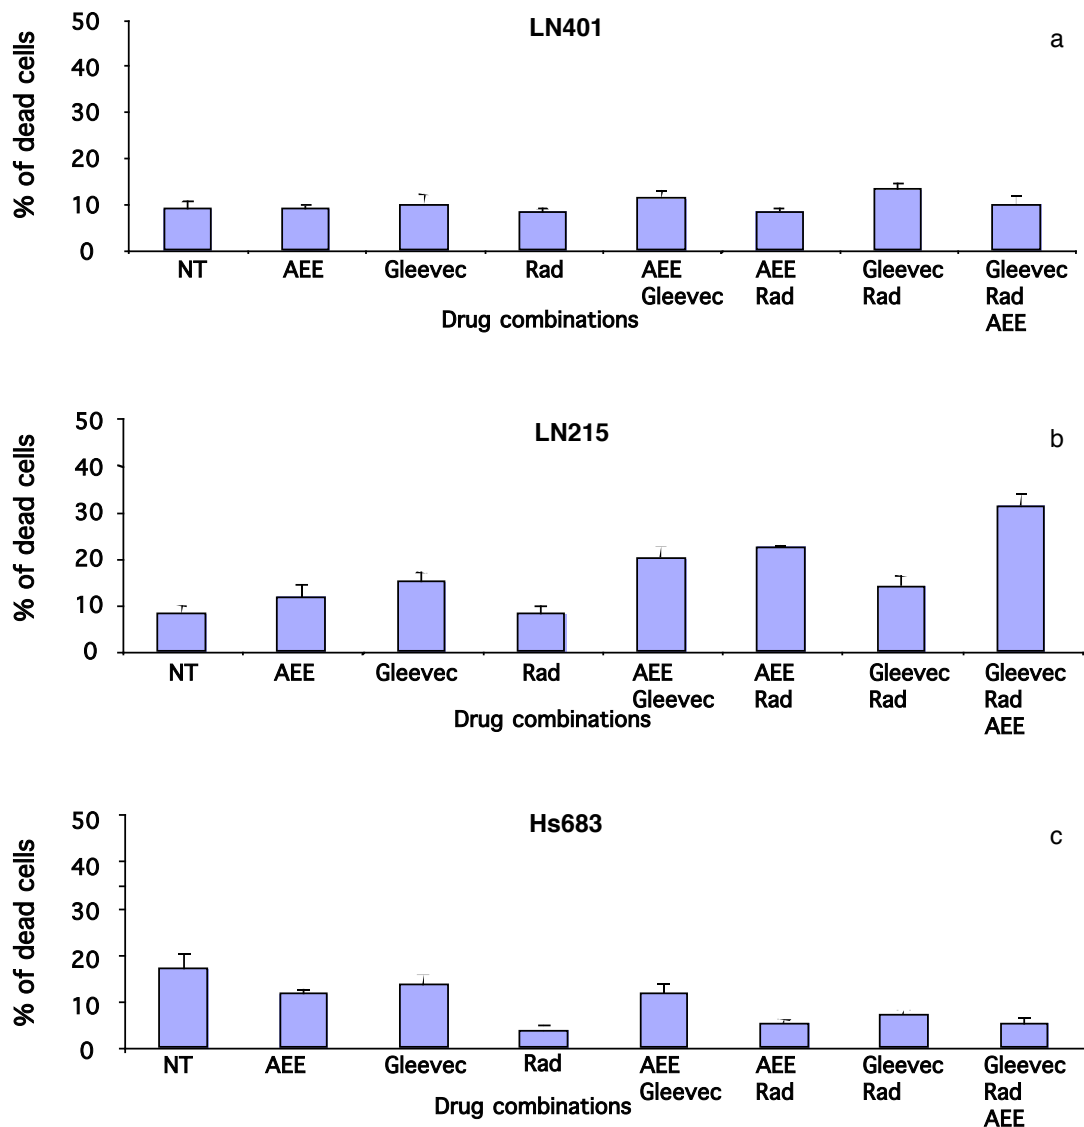 LN401
a
% of dead cells
50
40
30
20
10
0
NT AEE Gleevec Rad AEE AEE Gleevec Gleevec
Gleevec Rad Rad Rad
AEE
Drug combinations
LN215
b
% of dead cells
50
40
30
20
10
0
NT AEE Gleevec Rad AEE AEE Gleevec Gleevec
Gleevec Rad Rad Rad
AEE
Drug combinations
Hs683
c
% of dead cells
50
40
30
20
10
0
NT AEE Gleevec Rad AEE AEE Gleevec Gleevec
Gleevec Rad Rad Rad
AEE
Drug combinations